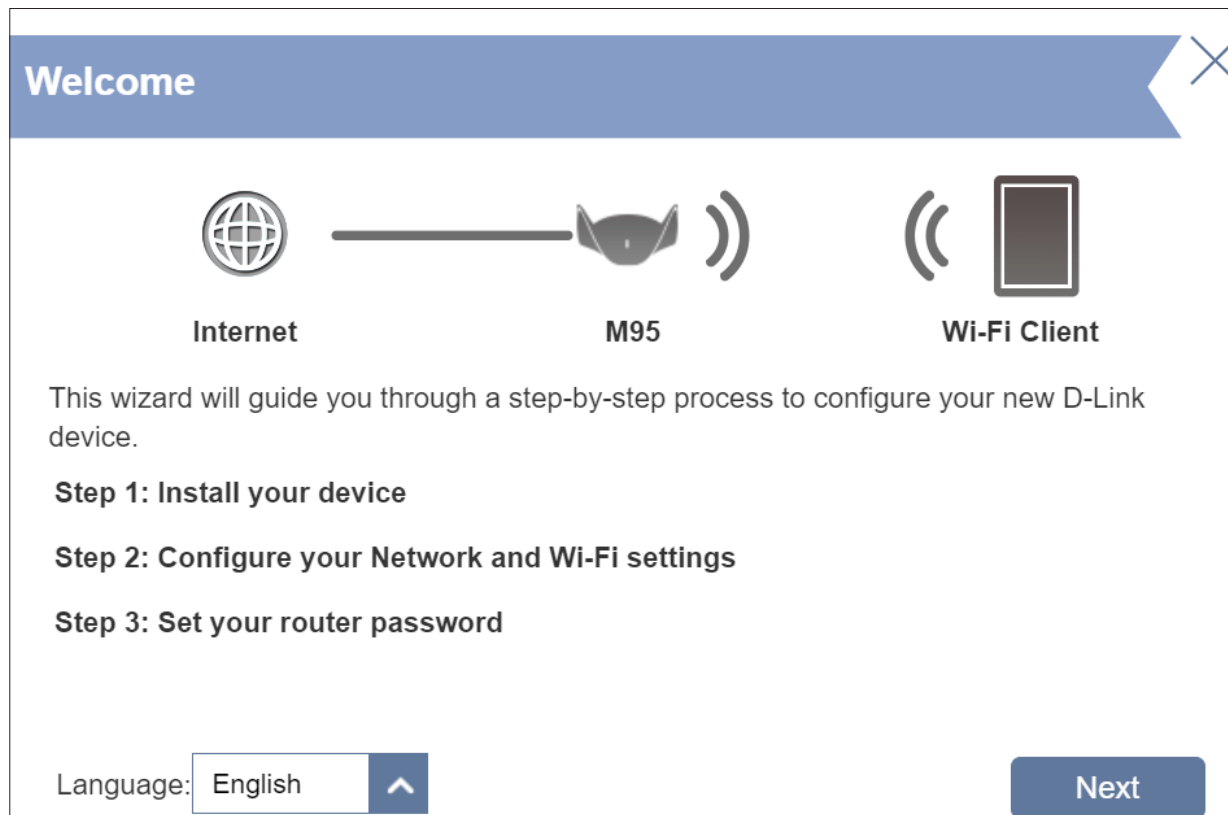 Welcome
Internet
M95
Wi-Fi Client
This wizard will guide you through a step-by-step process to configure your new D-Link
device.
Step 1: Install your device
Step 2: Configure your Network and Wi-Fi settings
Step 3: Set your router password
Language: English
Next